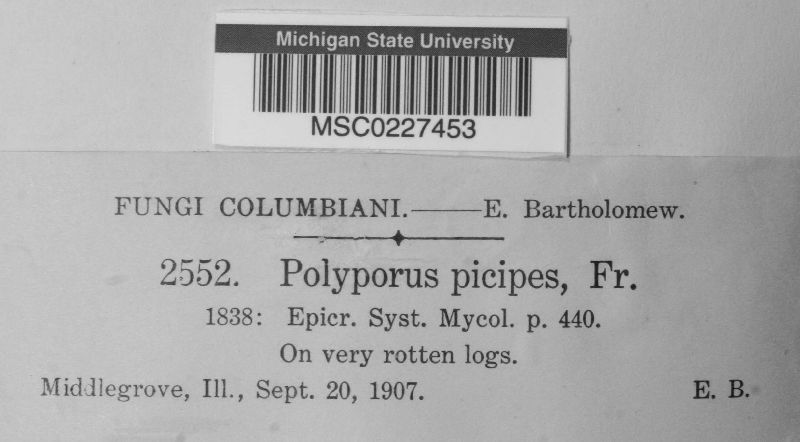 Michigan State University
MSC0227453
FUNGI COLUMBIANI.——E. Bartholomew.
2552. Polyporus picipes, Fr.
1838: Epicr. Syst. Mycol. p. 440.
On very rotten logs.
Middlegrove, Ill., Sept. 20, 1907. E. B.